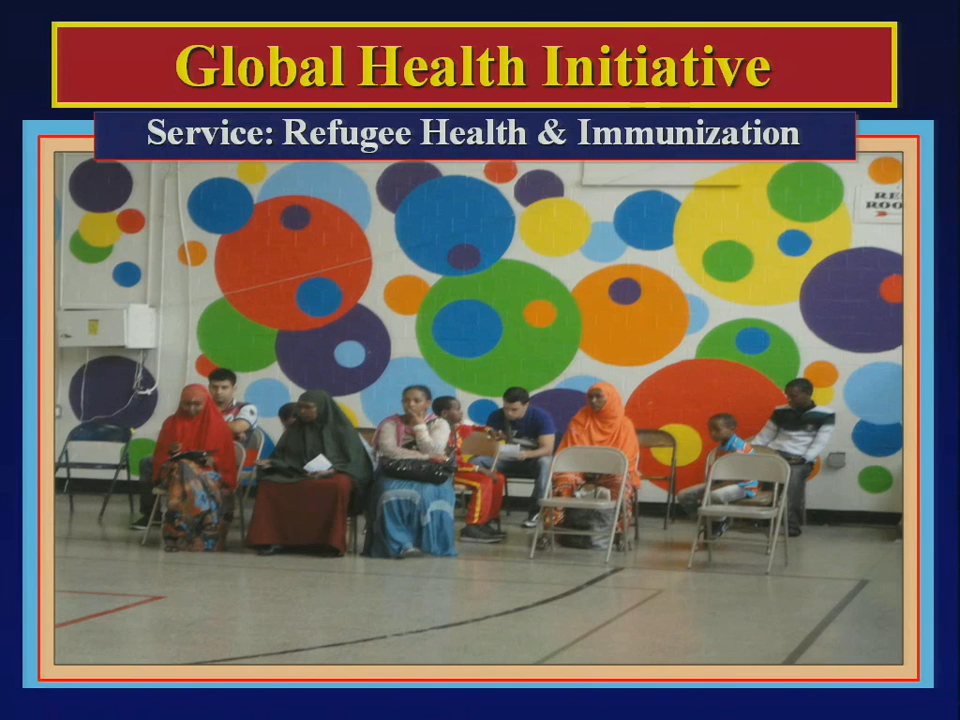 Global Health Initiative
Service: Refugee Health & Immunization